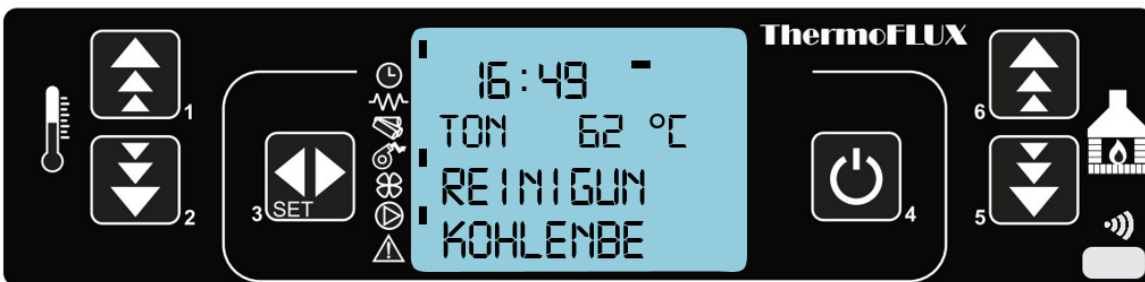 ThermoFLUX
1
2
3 SET
16:49
TON 62 °C
REINIGUN
KOHLENBE
4
6
5